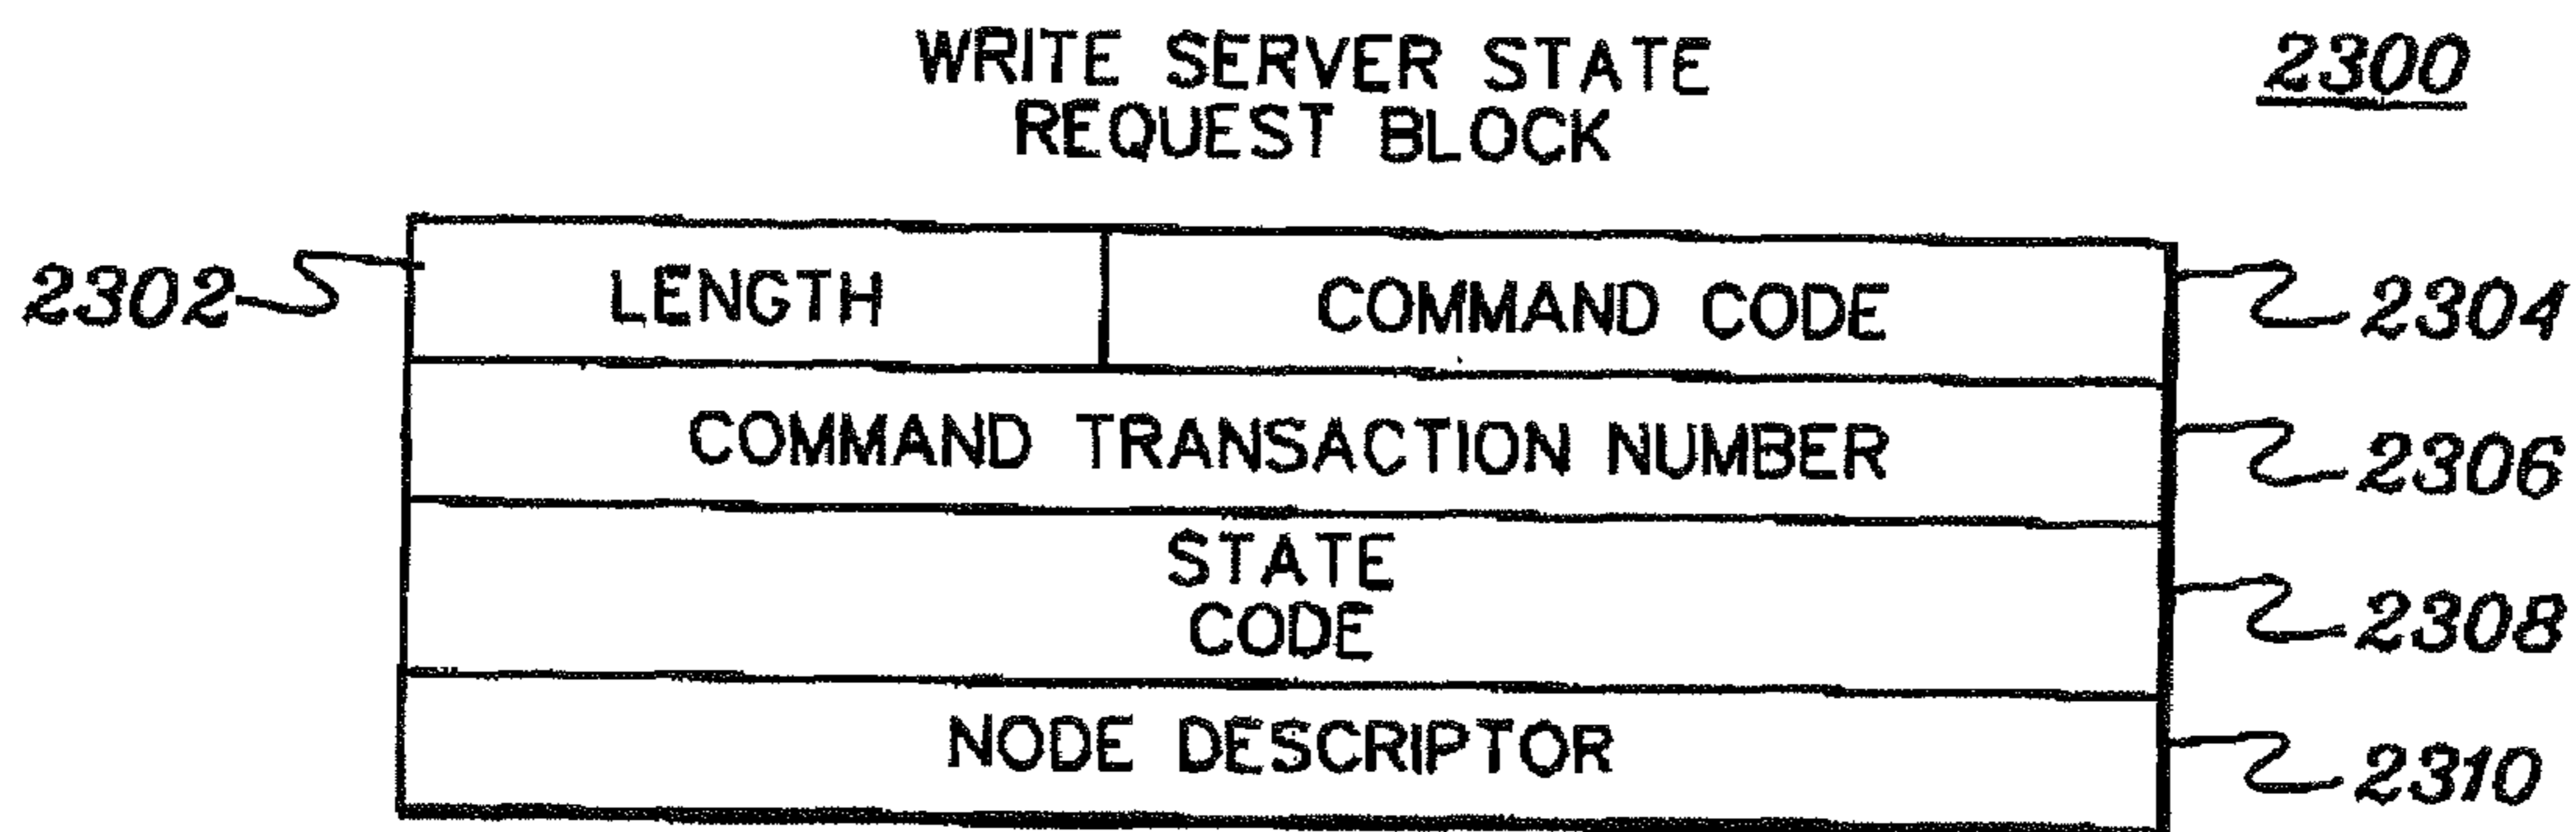 WRITE SERVER STATE
REQUEST BLOCK
2300
2302
LENGTH
COMMAND CODE
2304
COMMAND TRANSACTION NUMBER
2306
STATE
CODE
2308
NODE DESCRIPTOR
2310